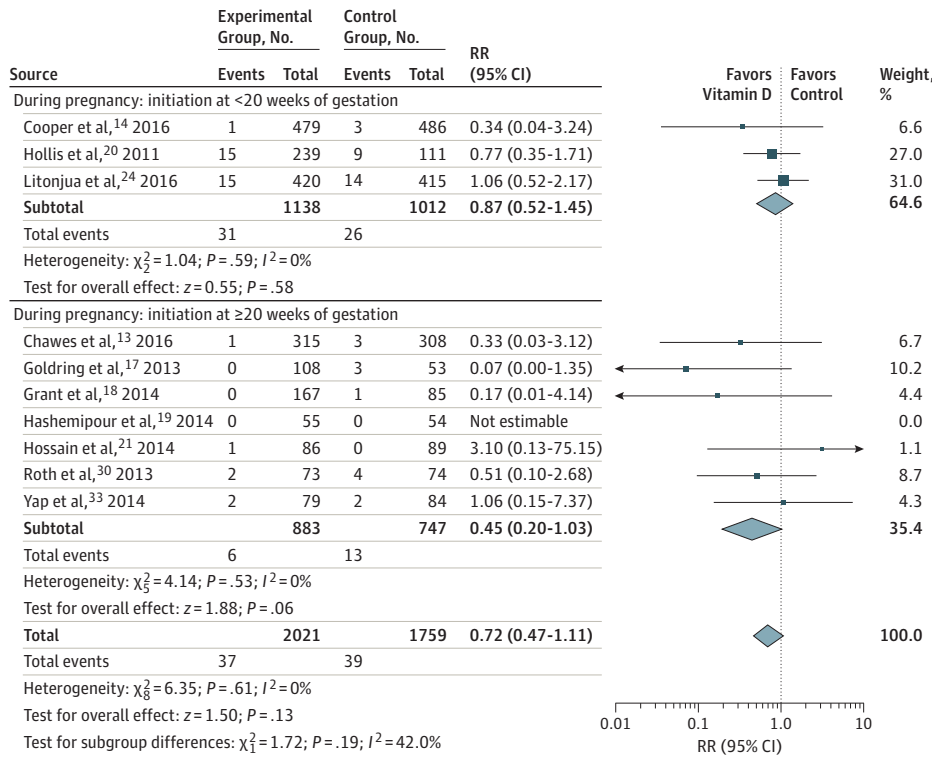 Experimental Group, No. Control Group, No. RR (95% CI) Favors Vitamin D Favors Control Weight, %
Source Events Total Events Total
During pregnancy: initiation at <20 weeks of gestation
Cooper et al,14 2016 1 479 3 486 0.34 (0.04-3.24) 6.6
Hollis et al,20 2011 15 239 9 111 0.77 (0.35-1.71) 27.0
Litonjua et al,24 2016 15 420 14 415 1.06 (0.52-2.17) 31.0
Subtotal 1138 1012 0.87 (0.52-1.45) 64.6
Total events 31 26
Heterogeneity: χ²₂=1.04; P=.59; I²=0%
Test for overall effect: z=0.55; P=.58
During pregnancy: initiation at ≥20 weeks of gestation
Chawes et al,13 2016 1 315 3 308 0.33 (0.03-3.12) 6.7
Goldring et al,17 2013 0 108 3 53 0.07 (0.00-1.35) 10.2
Grant et al,18 2014 0 167 1 85 0.17 (0.01-4.14) 4.4
Hashemipour et al,19 2014 0 55 0 54 Not estimable 0.0
Hossain et al,21 2014 1 86 0 89 3.10 (0.13-75.15) 1.1
Roth et al,30 2013 2 73 4 74 0.51 (0.10-2.68) 8.7
Yap et al,33 2014 2 79 2 84 1.06 (0.15-7.37) 4.3
Subtotal 883 747 0.45 (0.20-1.03) 35.4
Total events 6 13
Heterogeneity: χ²₅=4.14; P=.53; I²=0%
Test for overall effect: z=1.88; P=.06
Total 2021 1759 0.72 (0.47-1.11) 100.0
Total events 37 39
Heterogeneity: χ²₈=6.35; P=.61; I²=0%
Test for overall effect: z=1.50; P=.13
Test for subgroup differences: χ²₁=1.72; P=.19; I²=42.0%
0.01 0.1 1.0 10
RR (95% CI)